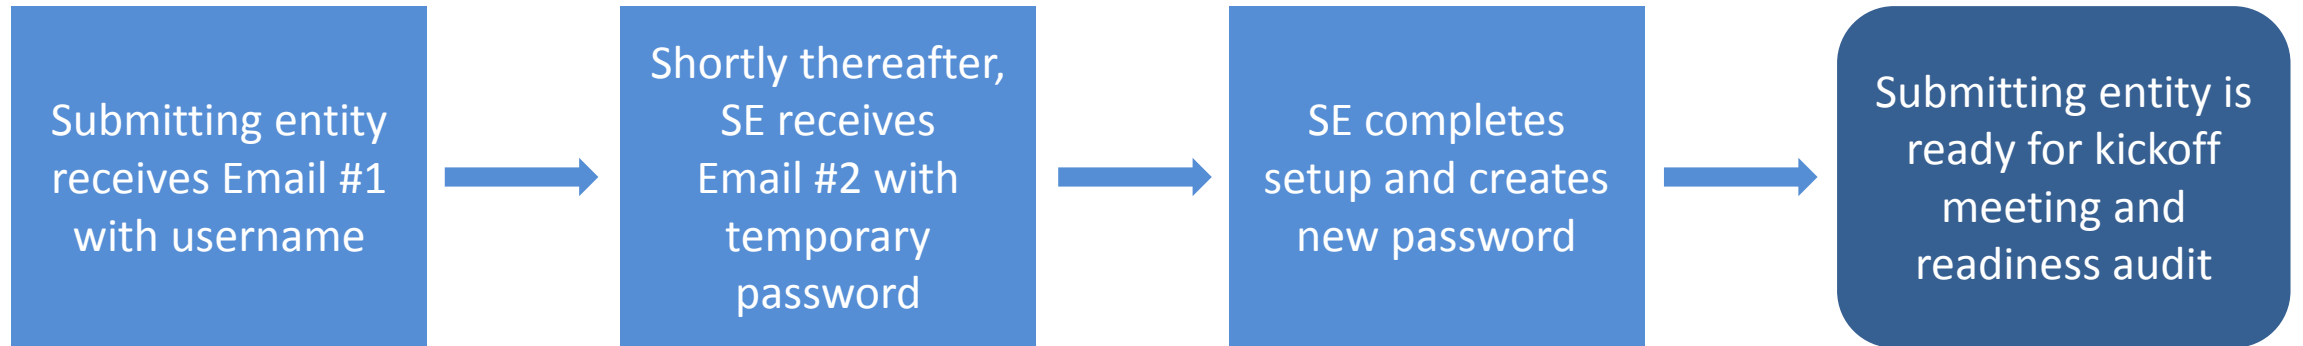 Submitting entity
receives Email #1
with username
Shortly thereafter,
SE receives
Email #2 with
temporary
password
SE completes
setup and creates
new password
Submitting entity is
ready for kickoff
meeting and
readiness audit